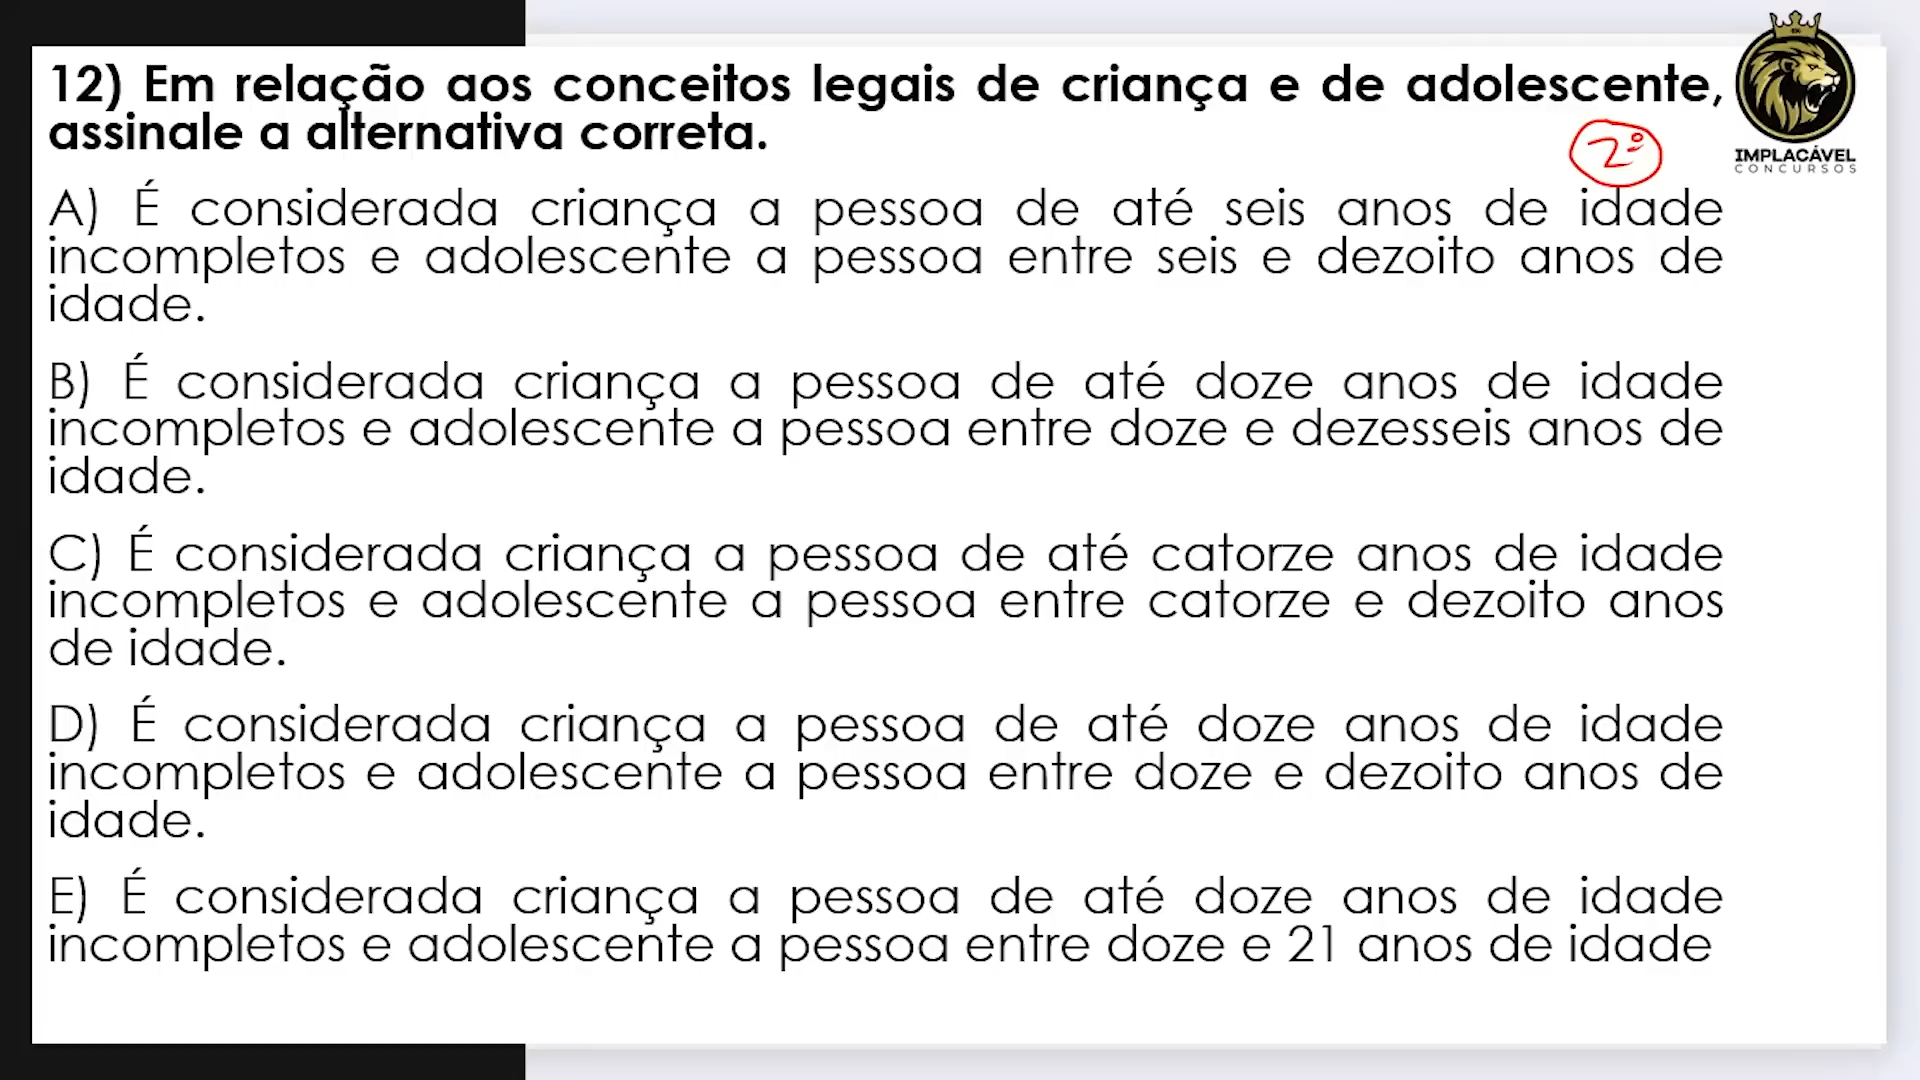 12) Em relação aos conceitos legais de criança e de adolescente,
assinale a alternativa correta.
2º
IMPLACÁVEL
CONCURSOS
A) É considerada criança a pessoa de até seis anos de idade
incompletos e adolescente a pessoa entre seis e dezoito anos de
idade.
B) É considerada criança a pessoa de até doze anos de idade
incompletos e adolescente a pessoa entre doze e dezesseis anos de
idade.
C) É considerada criança a pessoa de até catorze anos de idade
incompletos e adolescente a pessoa entre catorze e dezoito anos
de idade.
D) É considerada criança a pessoa de até doze anos de idade
incompletos e adolescente a pessoa entre doze e dezoito anos de
idade.
E) É considerada criança a pessoa de até doze anos de idade
incompletos e adolescente a pessoa entre doze e 21 anos de idade